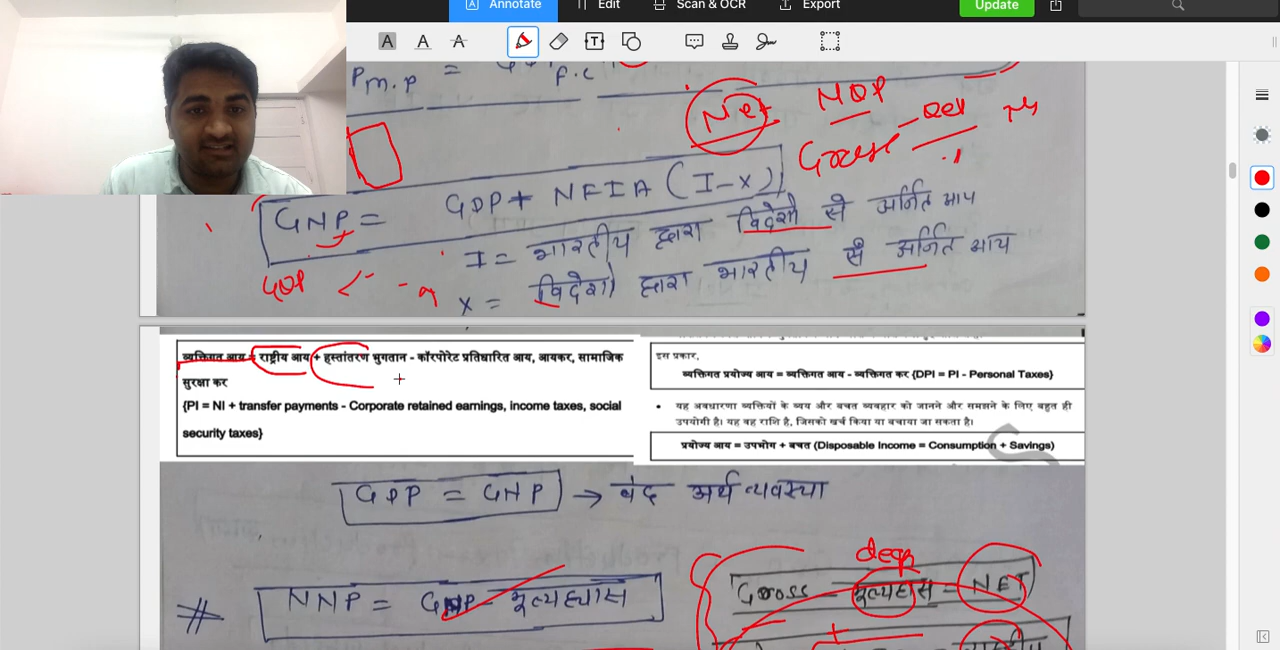 Annotate Edit Scan & OCR Export Update
A A A T
P m.p = f.c
Net NDP
Gross
GNP = GDP + NFIA (I-X)
I = भारतीय द्वारा विदेशो से अर्जित आय
X = विदेशो द्वारा भारतीय से अर्जित आय
GDP <
व्यक्तिगत आय = राष्ट्रीय आय + हस्तांतरण भुगतान - कॉरपोरेट प्रतिधारित आय, आयकर, सामाजिक
सुरक्षा कर
{PI = NI + transfer payments - Corporate retained earnings, income taxes, social
security taxes}
इस प्रकार,
व्यक्तिगत प्रयोज्य आय = व्यक्तिगत आय - व्यक्तिगत कर {DPI = PI - Personal Taxes}
• यह अवधारणा व्यक्तियों के व्यय और बचत व्यवहार को जानने और समझने के लिए बहुत ही
उपयोगी है। यह वह राशि है, जिसको खर्च किया या बचाया जा सकता है।
प्रयोज्य आय = उपभोग + बचत (Disposable Income = Consumption + Savings)
GDP = GNP → बंद अर्थव्यवस्था
dep
Gross - मूल्यह्रास = NET
# NNP = GNP - मूल्यह्रास